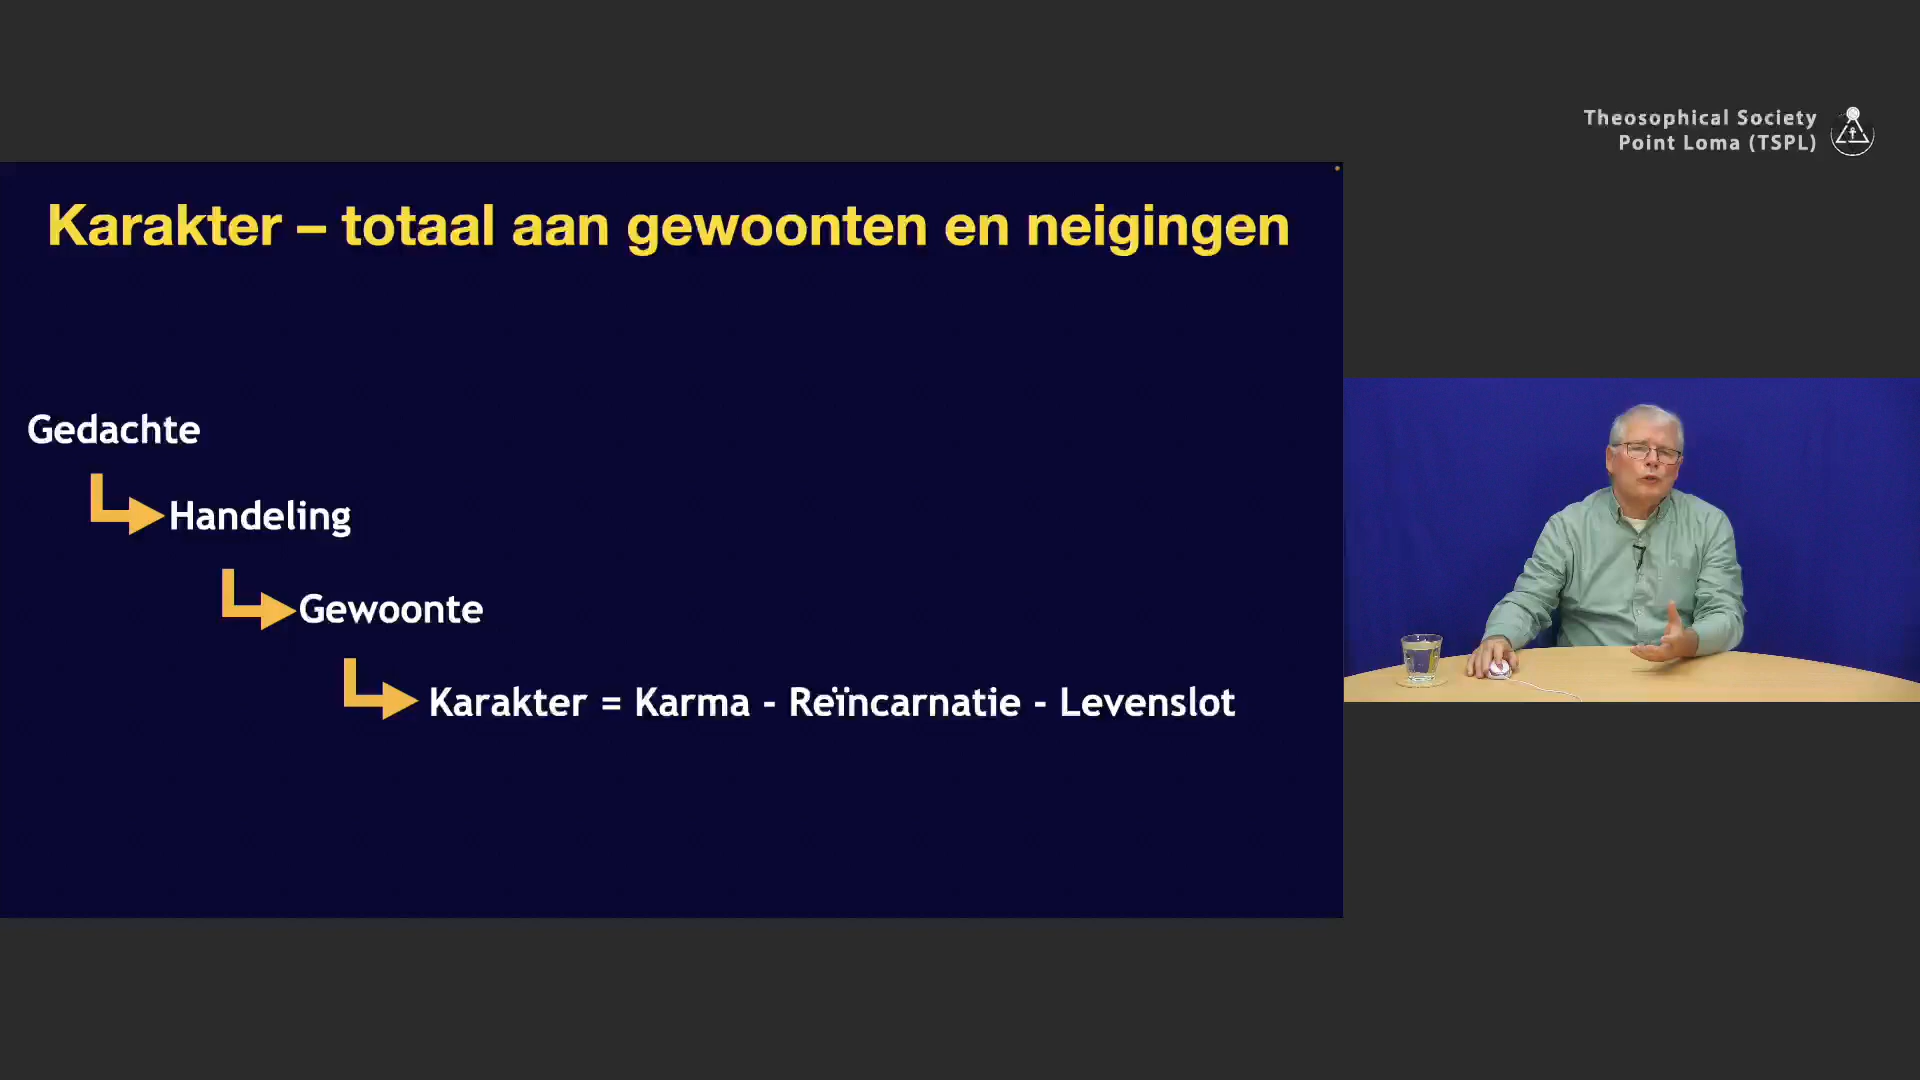 Theosophical Society
Point Loma (TSPL)
Karakter – totaal aan gewoonten en neigingen
Gedachte
Handeling
Gewoonte
Karakter = Karma - Reïncarnatie - Levenslot